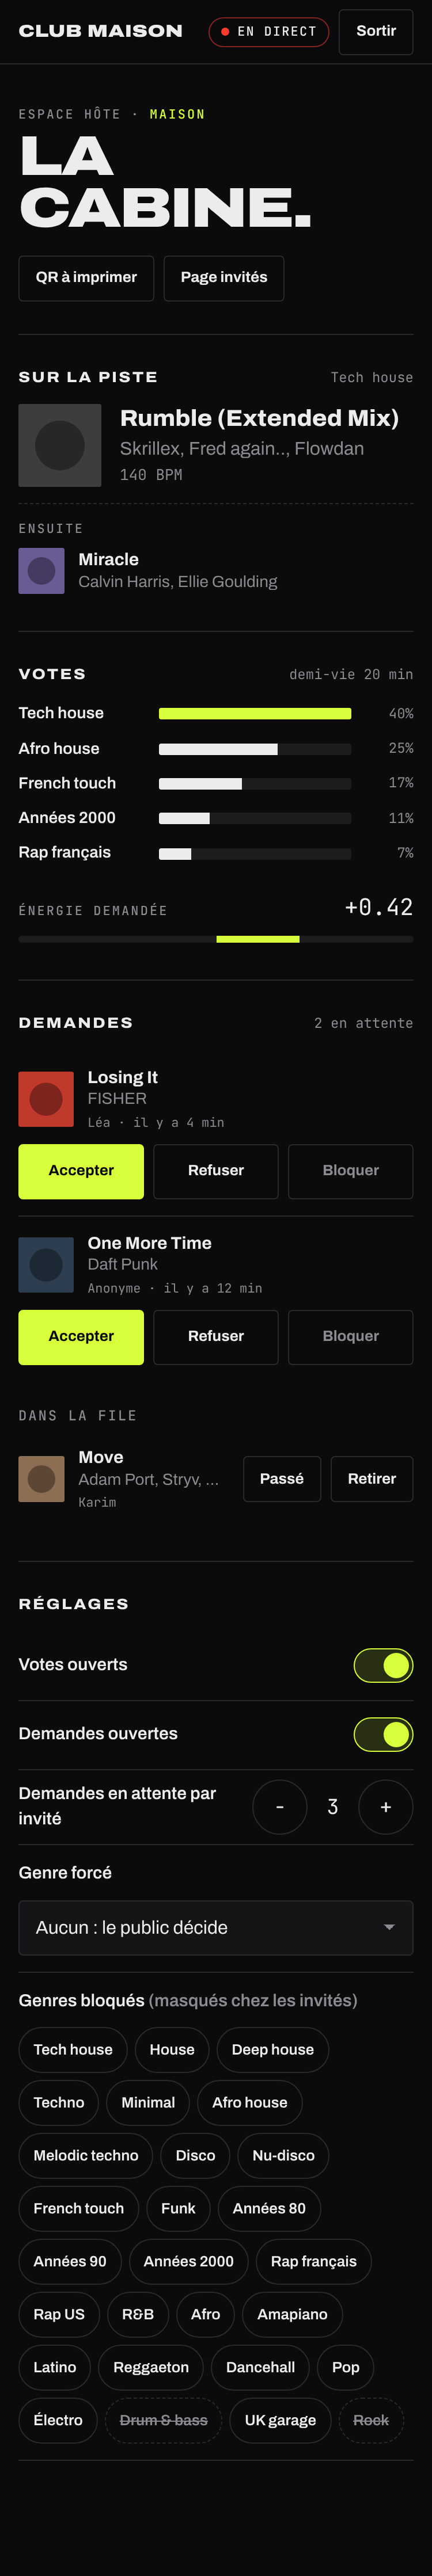 CLUB MAISON
EN DIRECT
Sortir
ESPACE HÔTE · MAISON
LA
CABINE.
QR à imprimer
Page invités
SUR LA PISTE
Tech house
Rumble (Extended Mix)
Skrillex, Fred again.., Flowdan
140 BPM
ENSUITE
Miracle
Calvin Harris, Ellie Goulding
VOTES
demi-vie 20 min
Tech house 40%
Afro house 25%
French touch 17%
Années 2000 11%
Rap français 7%
ÉNERGIE DEMANDÉE +0.42
DEMANDES
2 en attente
Losing It
FISHER
Léa · il y a 4 min
Accepter Refuser Bloquer
One More Time
Daft Punk
Anonyme · il y a 12 min
Accepter Refuser Bloquer
DANS LA FILE
Move
Adam Port, Stryv, ...
Karim
Passé Retirer
RÉGLAGES
Votes ouverts
Demandes ouvertes
Demandes en attente par
invité
- 3 +
Genre forcé
Aucun : le public décide
Genres bloqués (masqués chez les invités)
Tech house House Deep house
Techno Minimal Afro house
Melodic techno Disco Nu-disco
French touch Funk Années 80
Années 90 Années 2000 Rap français
Rap US R&B Afro Amapiano
Latino Reggaeton Dancehall Pop
Électro Drum & bass UK garage Rock